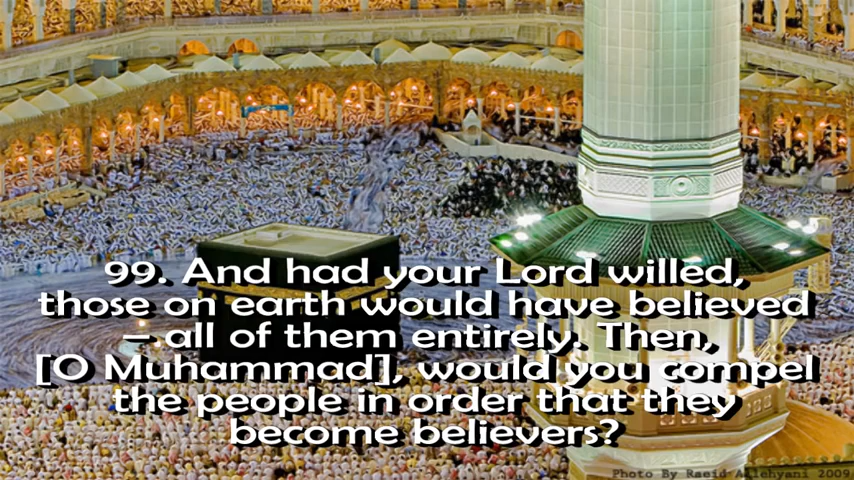 99. And had your Lord willed,
those on earth would have believed
– all of them entirely. Then,
[O Muhammad], would you compel
the people in order that they
become believers?
Photo By Raeid Allehyani 2009